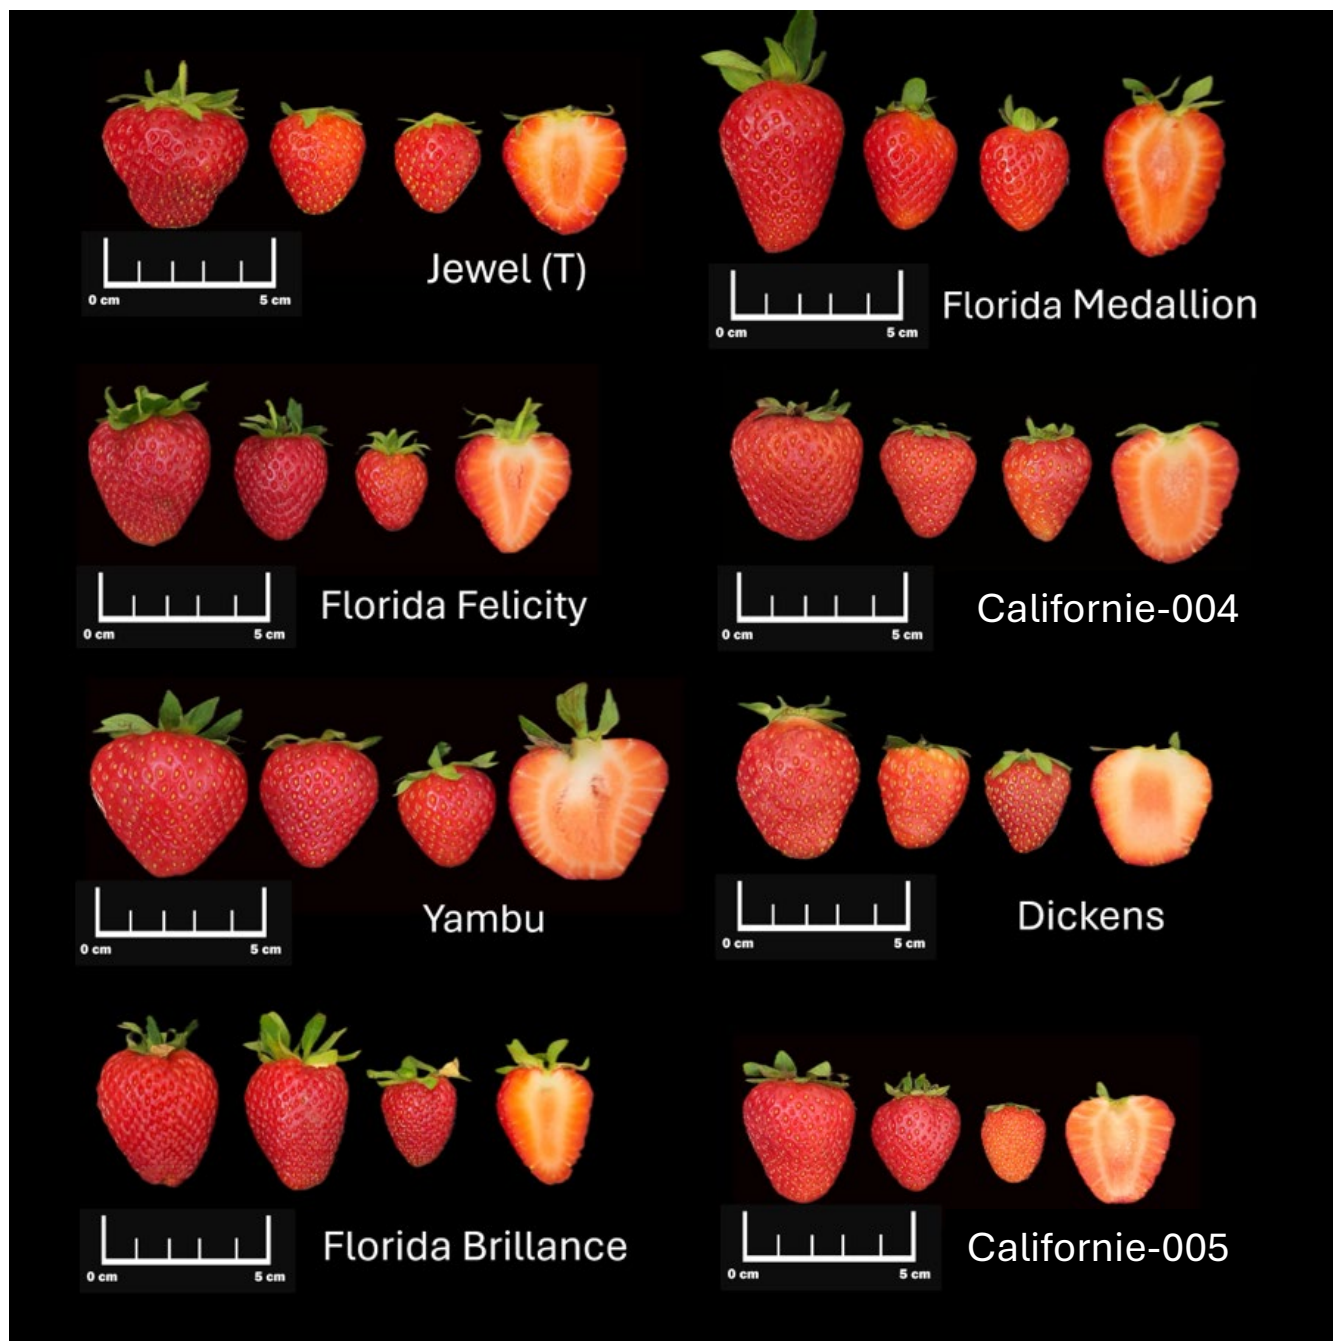 0 cm 5 cm
Jewel (T)
0 cm 5 cm
Florida Medallion
0 cm 5 cm
Florida Felicity
0 cm 5 cm
Californie-004
0 cm 5 cm
Yambu
0 cm 5 cm
Dickens
0 cm 5 cm
Florida Brillance
0 cm 5 cm
Californie-005